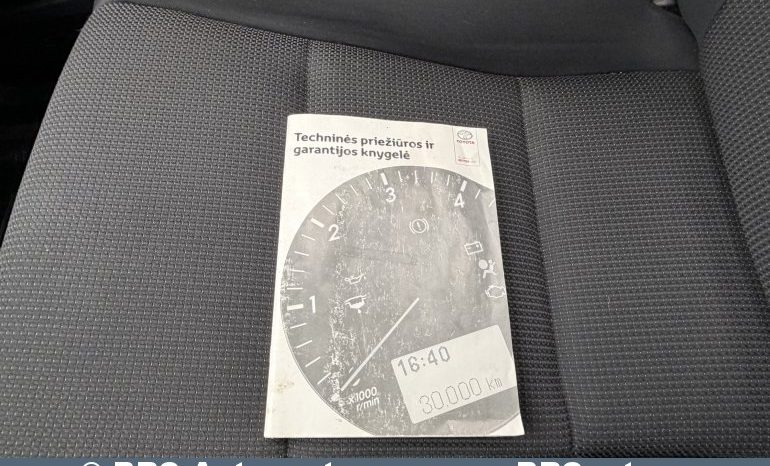 Techninės priežiūros ir
garantijos knygelė
TOYOTA
1
2
3
4
x1000
r/min
16:40
30.000 km